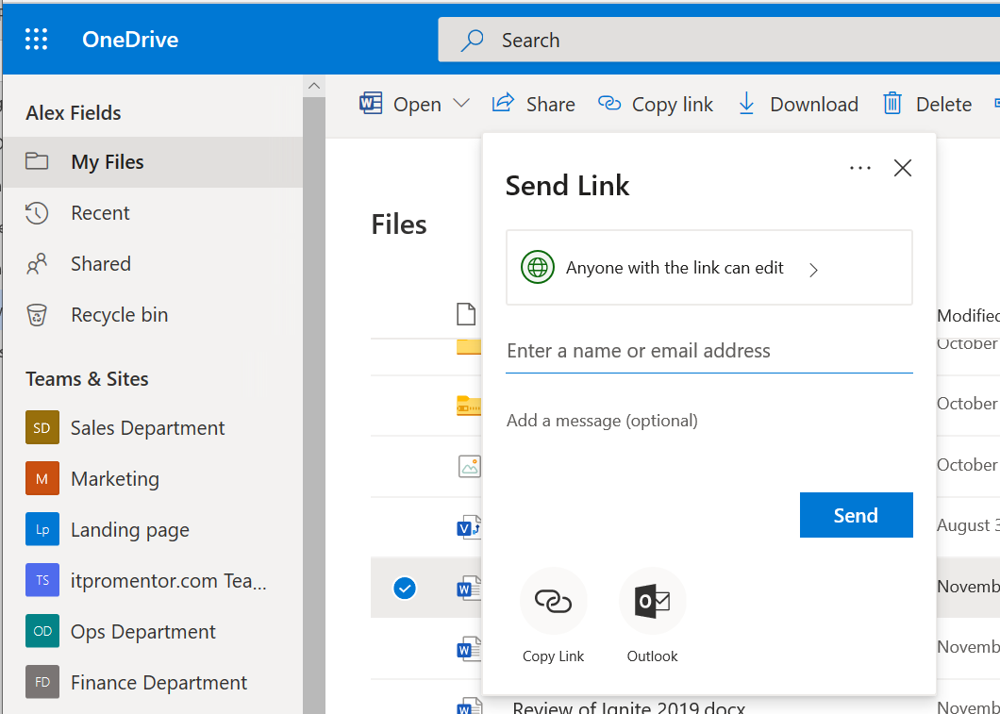 OneDrive
Search
Alex Fields
My Files
Recent
Shared
Recycle bin
Teams & Sites
SD Sales Department
M Marketing
Lp Landing page
TS itpromentor.com Tea...
OD Ops Department
FD Finance Department
Open
Share
Copy link
Download
Delete
Files
Send Link
Anyone with the link can edit
Enter a name or email address
Add a message (optional)
Send
Copy Link
Outlook
Modified
October
October
October
August 3
Novemb
Novemb
Novemb
Review of Ignite 2019.docx